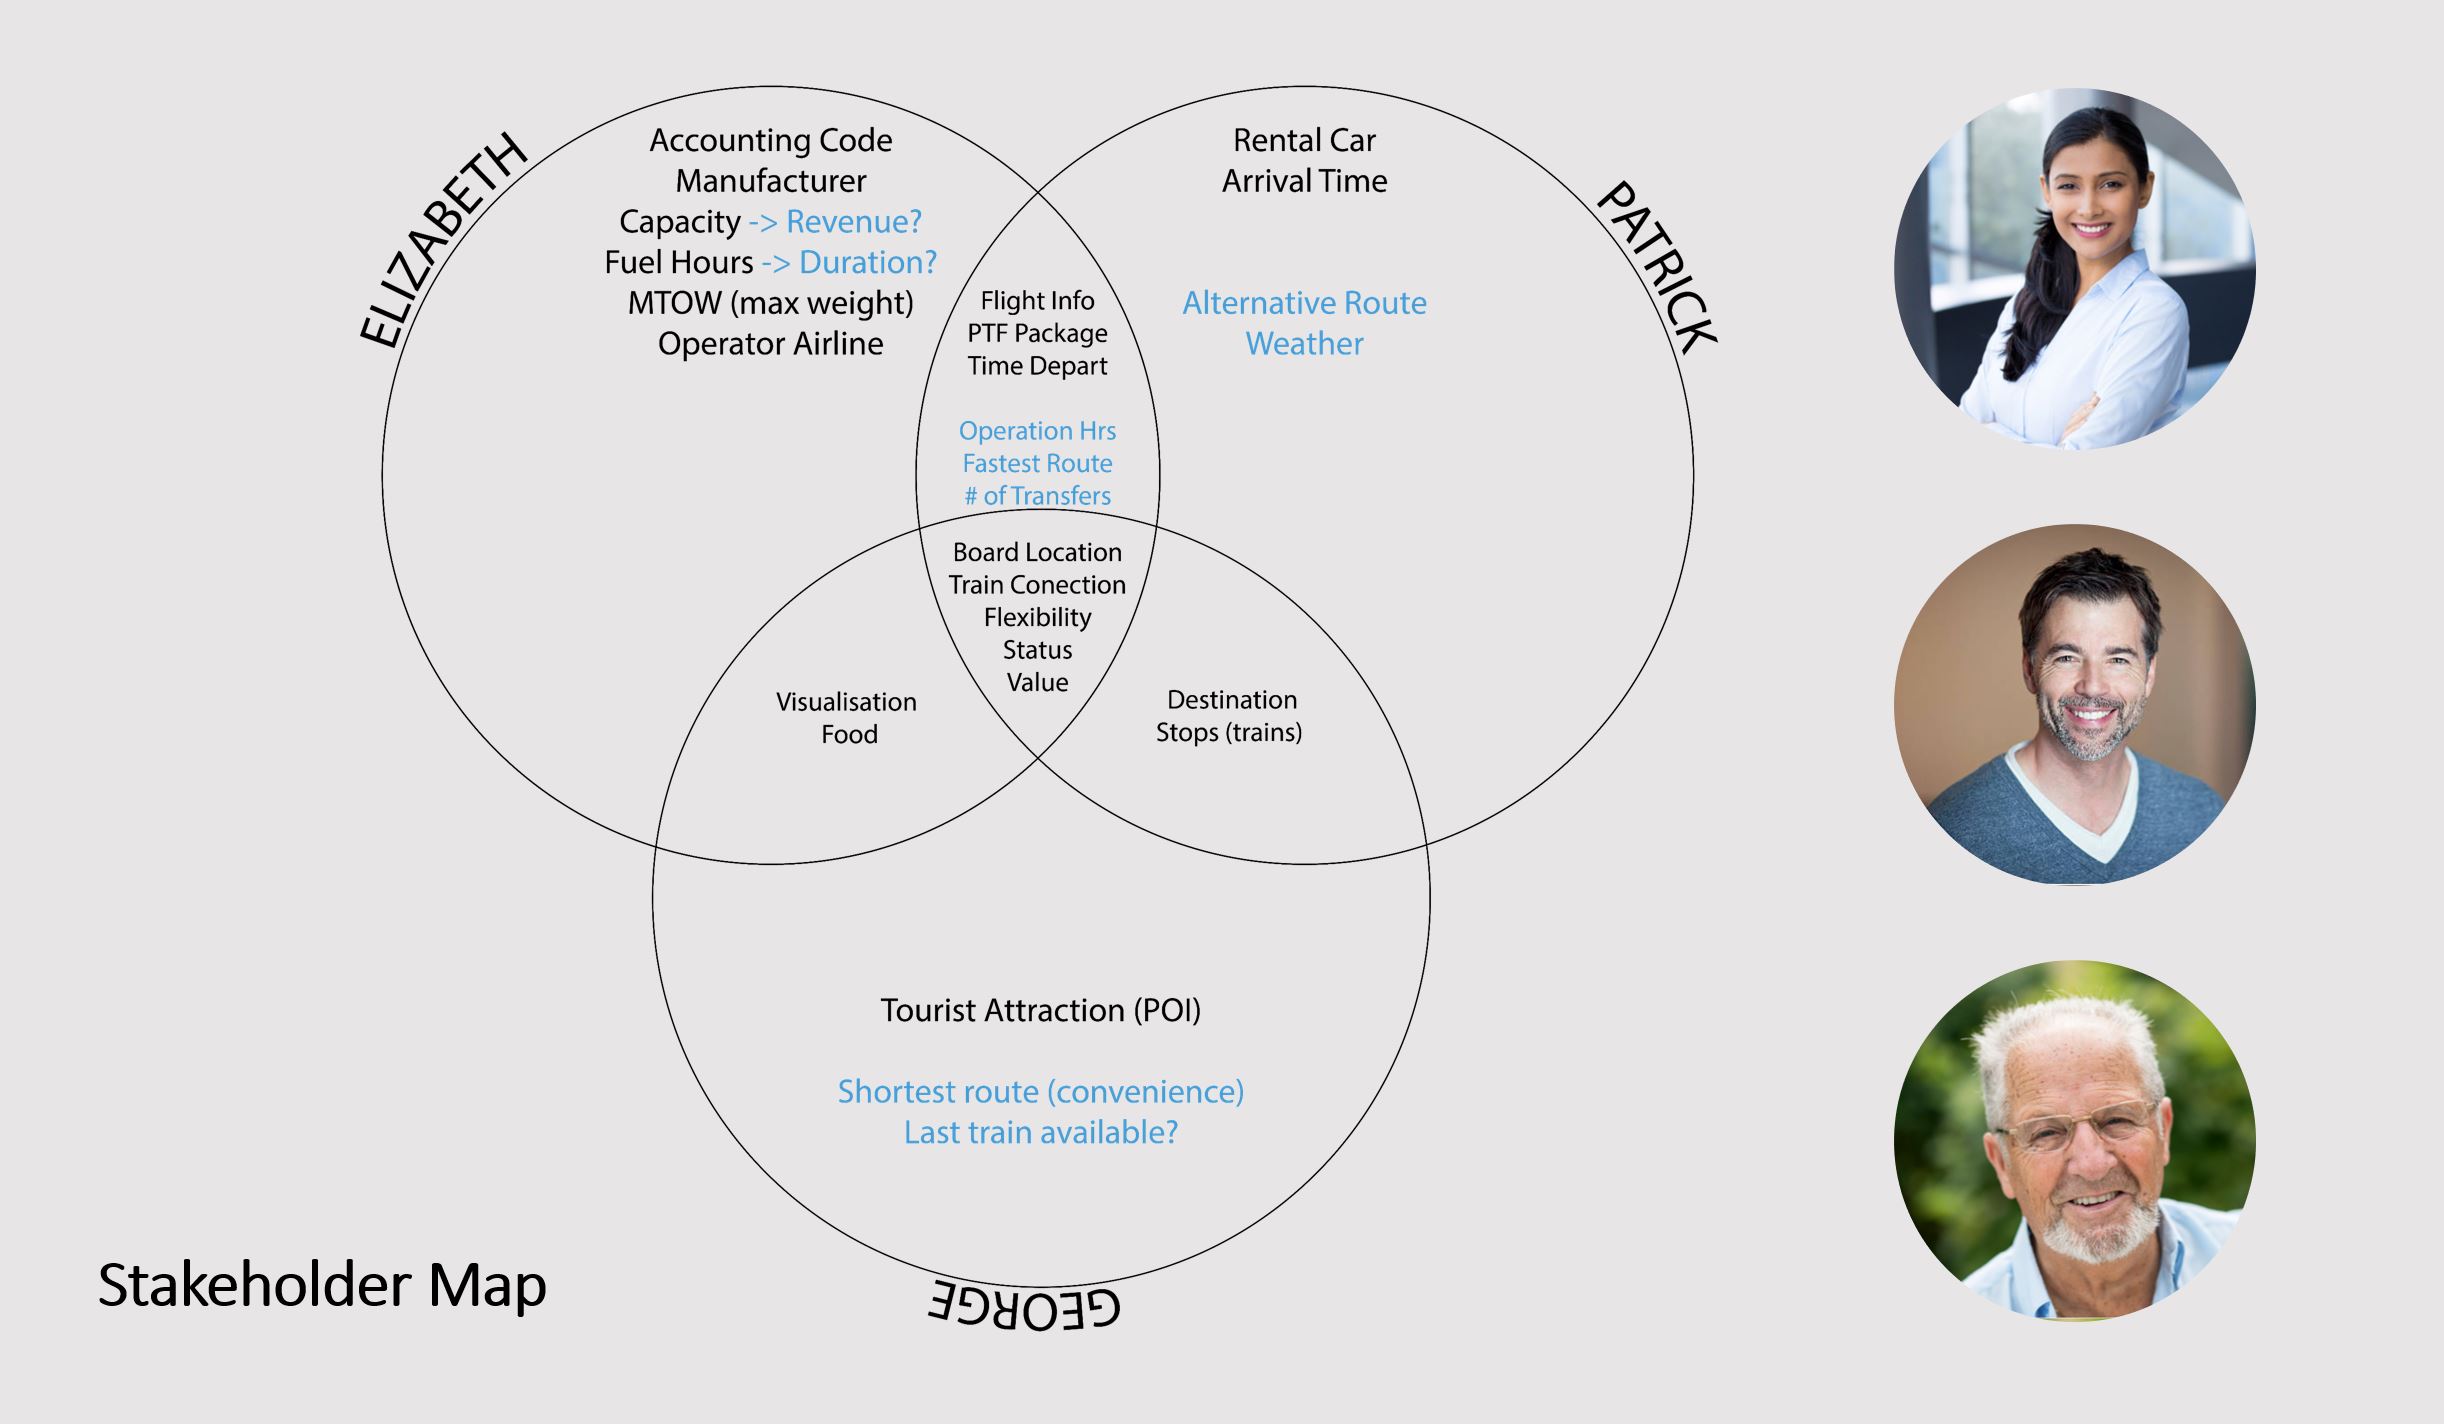 ELIZABETH
Accounting Code
Manufacturer
Capacity -> Revenue?
Fuel Hours -> Duration?
MTOW (max weight)
Operator Airline
PATRICK
Rental Car
Arrival Time
Alternative Route
Weather
Flight Info
PTF Package
Time Depart
Operation Hrs
Fastest Route
# of Transfers
Board Location
Train Conection
Flexibility
Status
Value
Visualisation
Food
Destination
Stops (trains)
Tourist Attraction (POI)
Shortest route (convenience)
Last train available?
GEORGE
Stakeholder Map